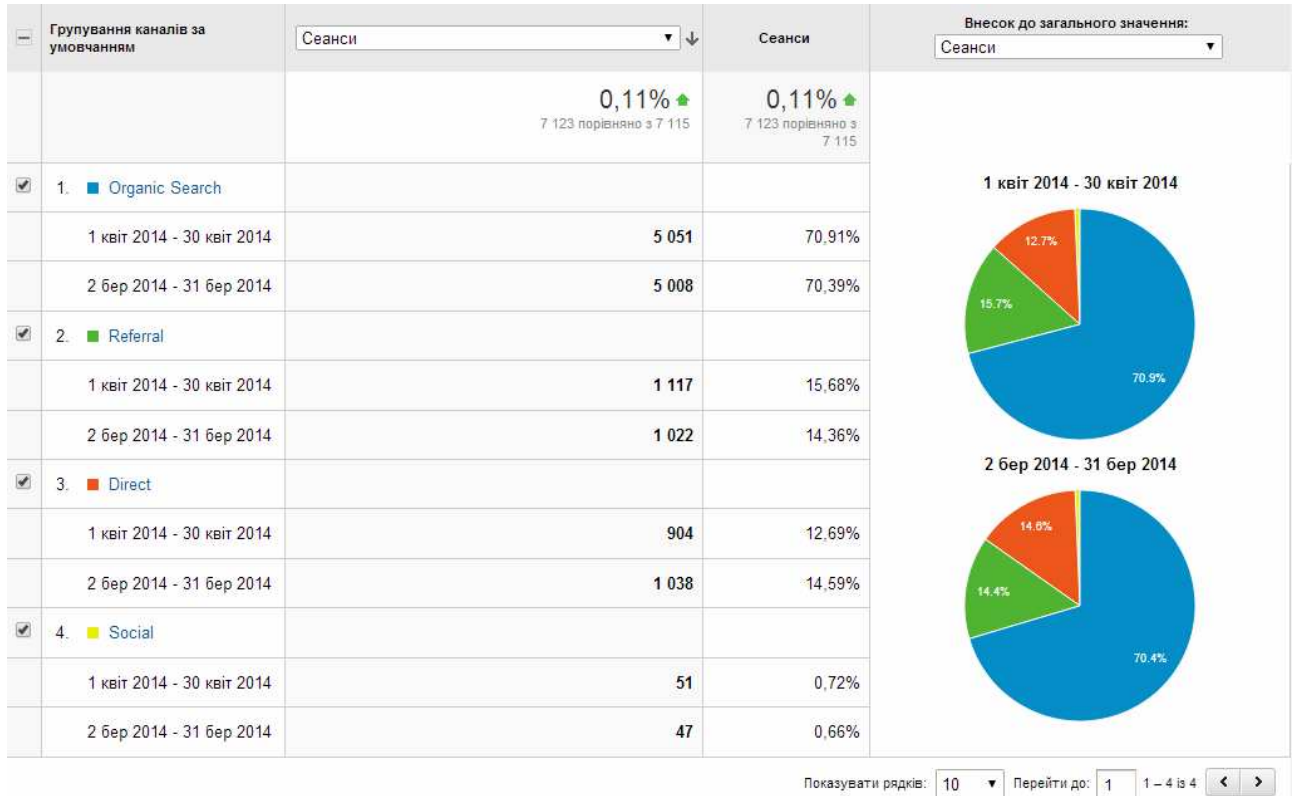 Групування каналів за
умовчанням
Сеанси
Сеанси
Внесок до загального значення:
Сеанси
0,11%
7 123 порівняно з 7 115
0,11%
7 123 порівняно з
7 115
1. Organic Search
1 квіт 2014 - 30 квіт 2014 5 051 70,91%
2 бер 2014 - 31 бер 2014 5 008 70,39%
2. Referral
1 квіт 2014 - 30 квіт 2014 1 117 15,68%
2 бер 2014 - 31 бер 2014 1 022 14,36%
3. Direct
1 квіт 2014 - 30 квіт 2014 904 12,69%
2 бер 2014 - 31 бер 2014 1 038 14,59%
4. Social
1 квіт 2014 - 30 квіт 2014 51 0,72%
2 бер 2014 - 31 бер 2014 47 0,66%
1 квіт 2014 - 30 квіт 2014
12.7%
15.7%
70.9%
2 бер 2014 - 31 бер 2014
14.6%
14.4%
70.4%
Показувати рядків: 10 Перейти до: 1 1 – 4 із 4